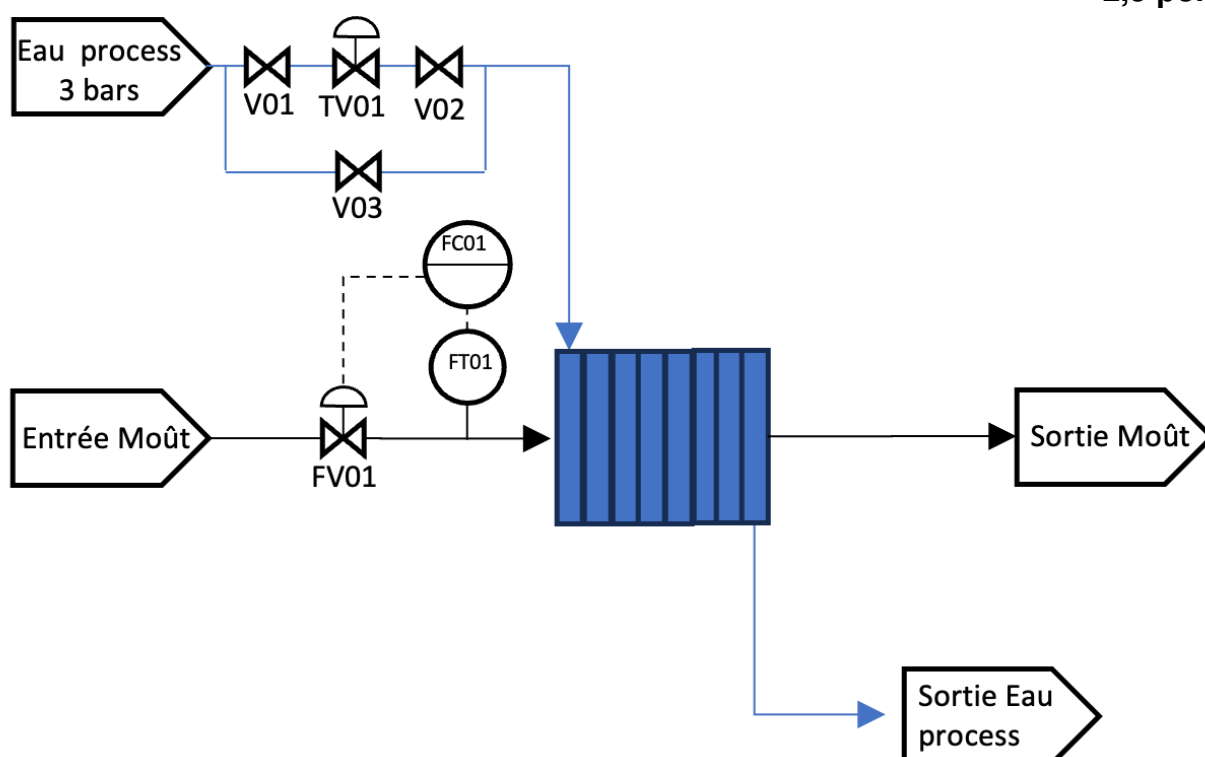 Eau process
3 bars
V01
TV01
V02
V03
FC01
FT01
Entrée Moût
FV01
Sortie Moût
Sortie Eau
process